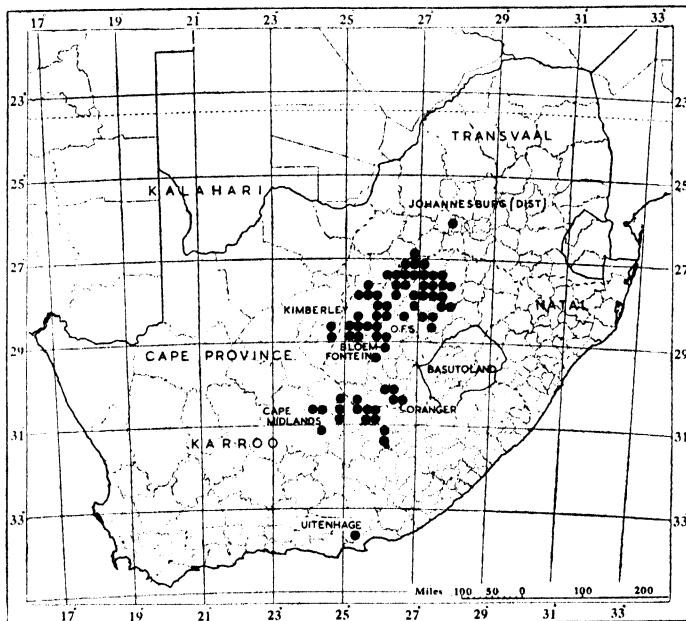 17 19 21 23 25 27 29 31 33
23
23
TRANSVAAL
25
KALAHARI
25
JOHANNESBURG (DIST)
27
27
KIMBERLEY
NATAL
O.F.S.
BLOEM
FONTEIN
29
CAPE PROVINCE
BASUTOLAND
29
CAPE
MIDLANDS
ORANGE R
31
KARROO
31
33
UITENHAGE
33
Miles 100 50 0 100 200
17 19 21 23 25 27 29 31 33